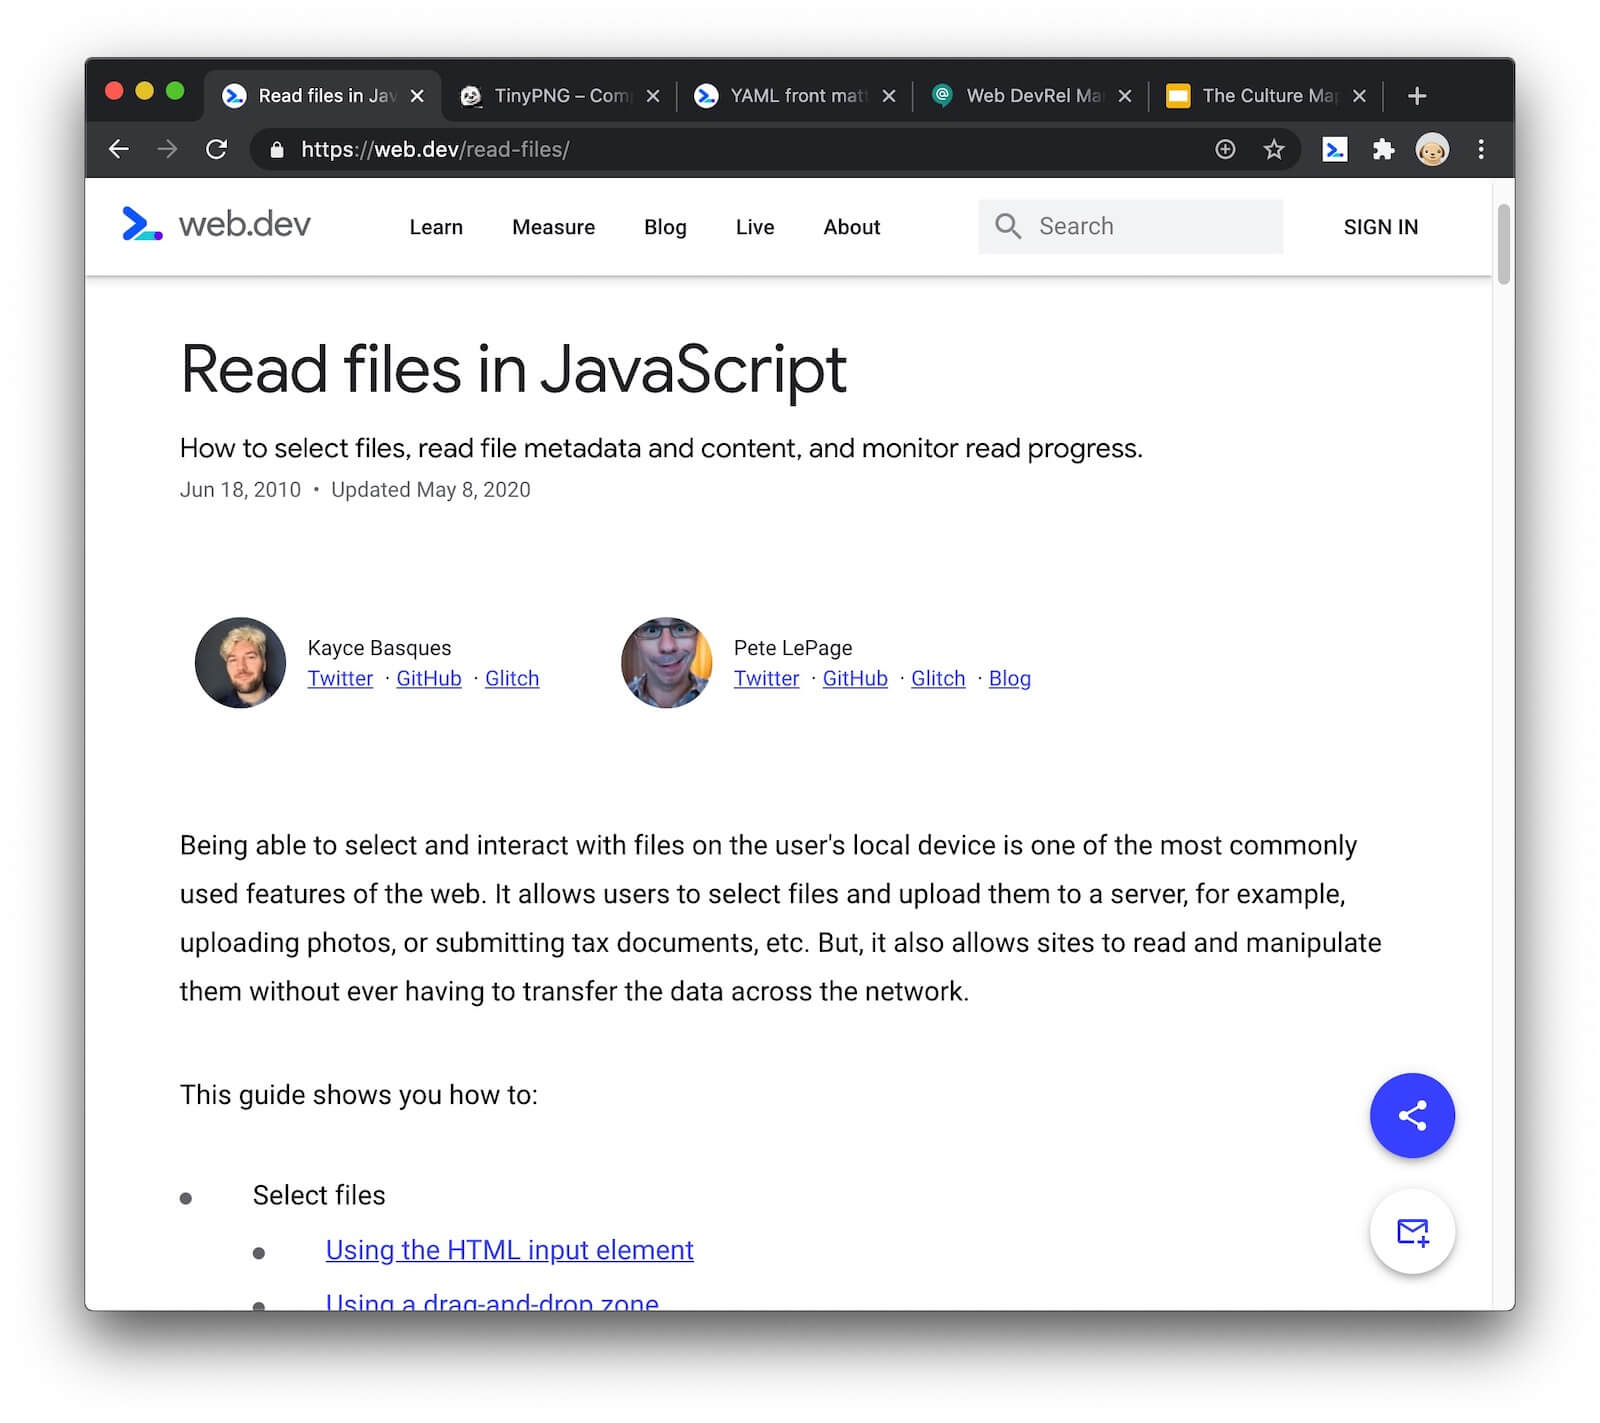 Read files in Jav
TinyPNG – Com
YAML front mat
Web DevRel Ma
The Culture Ma
https://web.dev/read-files/
web.dev
Learn
Measure
Blog
Live
About
Search
SIGN IN
Read files in JavaScript
How to select files, read file metadata and content, and monitor read progress.
Jun 18, 2010 • Updated May 8, 2020
Kayce Basques
Twitter · GitHub · Glitch
Pete LePage
Twitter · GitHub · Glitch · Blog
Being able to select and interact with files on the user's local device is one of the most commonly
used features of the web. It allows users to select files and upload them to a server, for example,
uploading photos, or submitting tax documents, etc. But, it also allows sites to read and manipulate
them without ever having to transfer the data across the network.
This guide shows you how to:
Select files
Using the HTML input element
Using a drag-and-drop zone